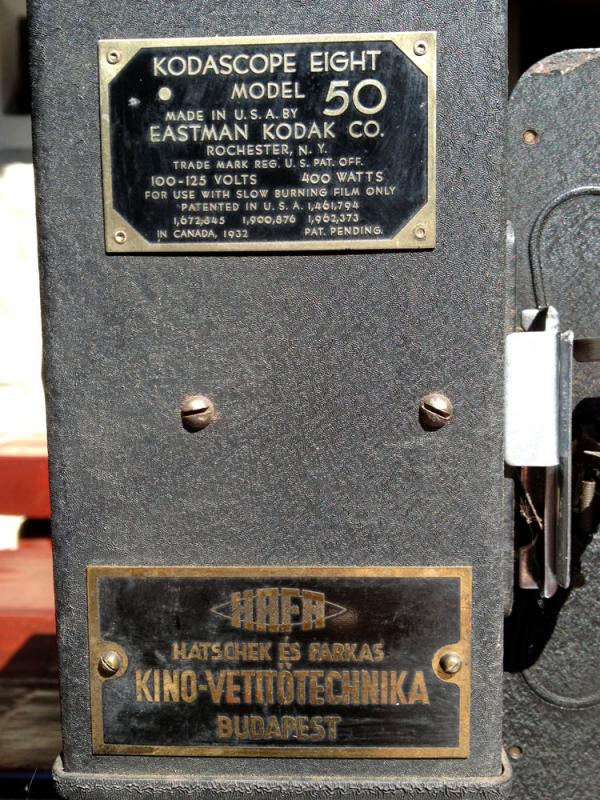 KODASCOPE EIGHT
MODEL 50
MADE IN U.S.A. BY
EASTMAN KODAK CO.
ROCHESTER, N.Y.
TRADE MARK REG. U.S. PAT. OFF.
100-125 VOLTS 400 WATTS
FOR USE WITH SLOW BURNING FILM ONLY
PATENTED IN U.S.A. 1,461,794
1,672,345 1,900,876 1,962,373
IN CANADA, 1932 PAT. PENDING.
HAFA
HATSCHEK ÉS FARKAS
KINO-VETITŐTECHNIKA
BUDAPEST